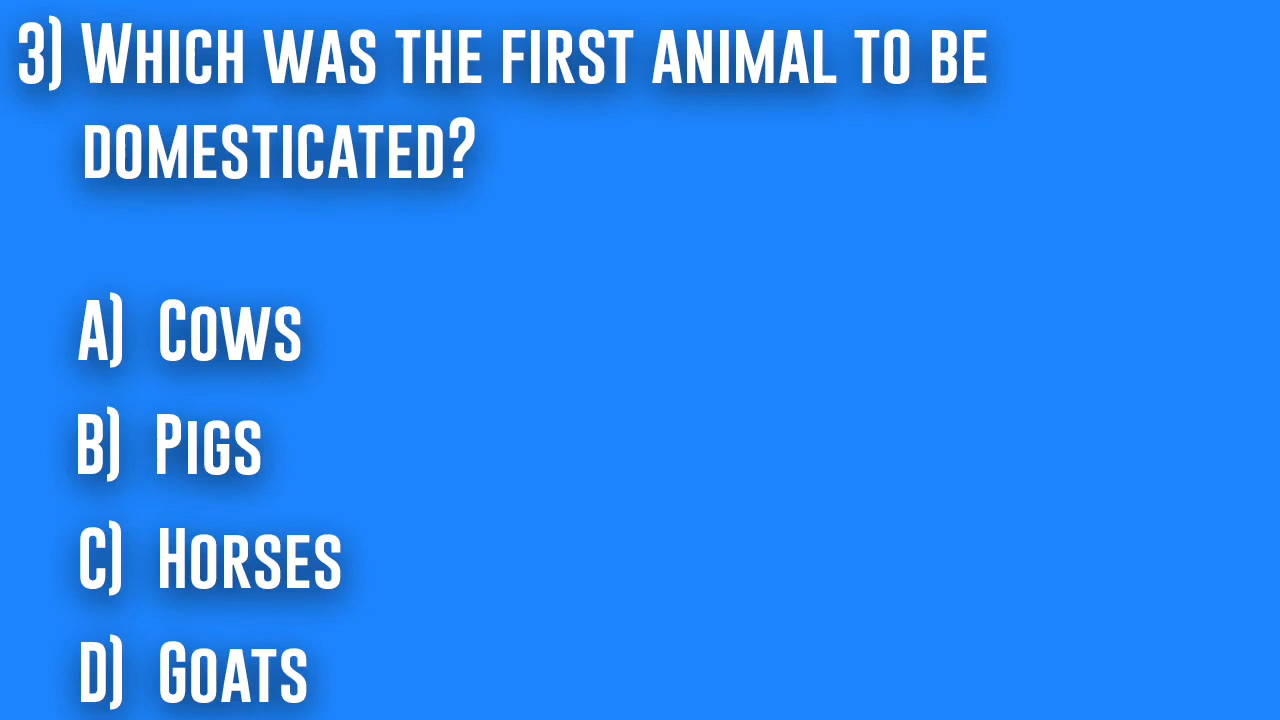 3) Which was the first animal to be
domesticated?
A) Cows
B) Pigs
C) Horses
D) Goats